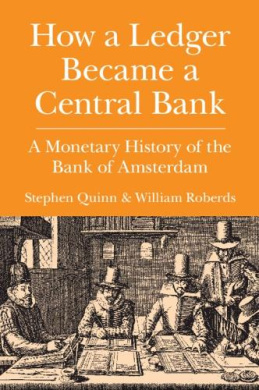 How a Ledger
Became a
Central Bank
A Monetary History of the
Bank of Amsterdam
Stephen Quinn & William Roberds